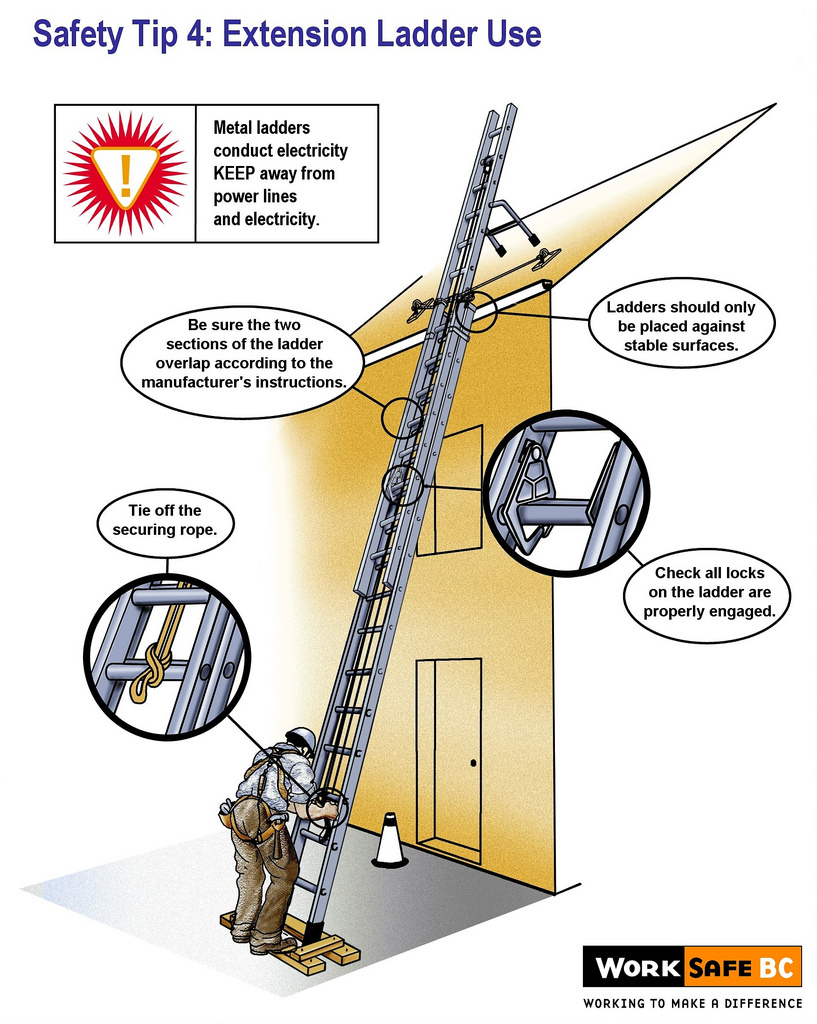 Safety Tip 4: Extension Ladder Use
Metal ladders
conduct electricity
KEEP away from
power lines
and electricity.
Be sure the two
sections of the ladder
overlap according to the
manufacturer's instructions.
Ladders should only
be placed against
stable surfaces.
Tie off the
securing rope.
Check all locks
on the ladder are
properly engaged.
WORK SAFE BC
WORKING TO MAKE A DIFFERENCE